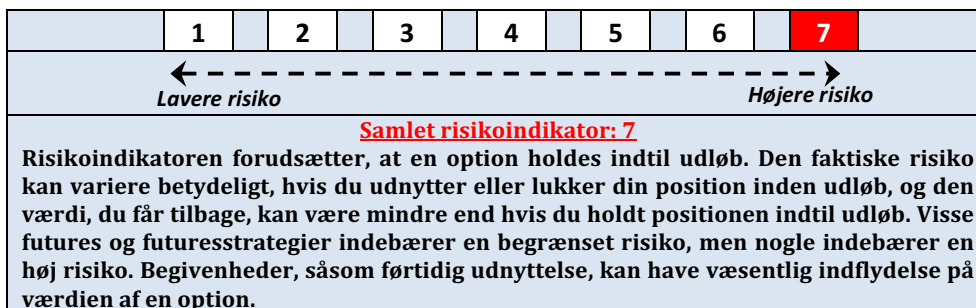 1 2 3 4 5 6 7
Lavere risiko Højere risiko
Samlet risikoindikator: 7
Risikoindikatoren forudsætter, at en option holdes indtil udløb. Den faktiske risiko
kan variere betydeligt, hvis du udnytter eller lukker din position inden udløb, og den
værdi, du får tilbage, kan være mindre end hvis du holdt positionen indtil udløb. Visse
futures og futuresstrategier indebærer en begrænset risiko, men nogle indebærer en
høj risiko. Begivenheder, såsom førtidig udnyttelse, kan have væsentlig indflydelse på
værdien af en option.